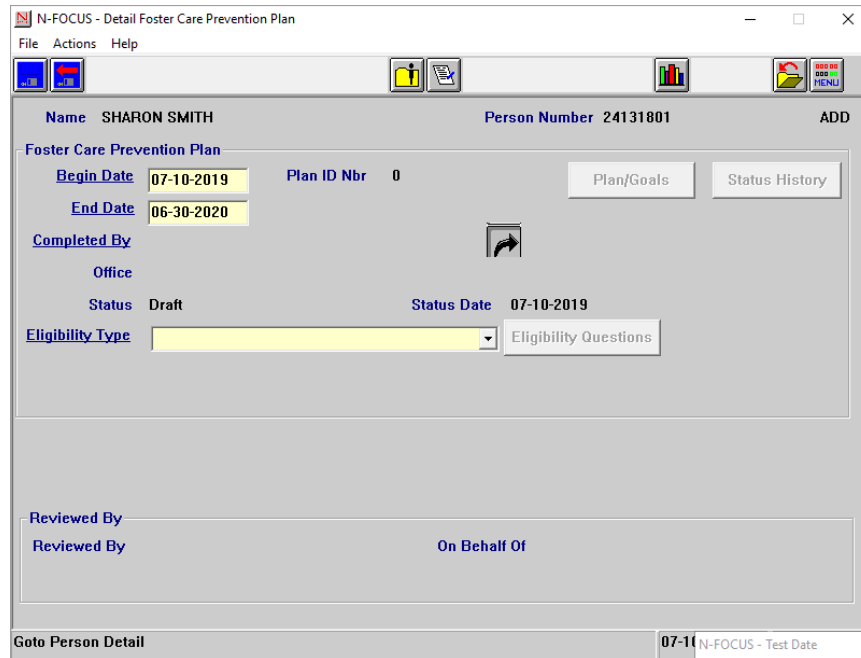 N-FOCUS - Detail Foster Care Prevention Plan
File Actions Help
MENU
Name SHARON SMITH Person Number 24131801 ADD
Foster Care Prevention Plan
Begin Date 07-10-2019 Plan ID Nbr 0 Plan/Goals Status History
End Date 06-30-2020
Completed By
Office
Status Draft Status Date 07-10-2019
Eligibility Type Eligibility Questions
Reviewed By
Reviewed By On Behalf Of
Goto Person Detail 07-1 N-FOCUS - Test Date